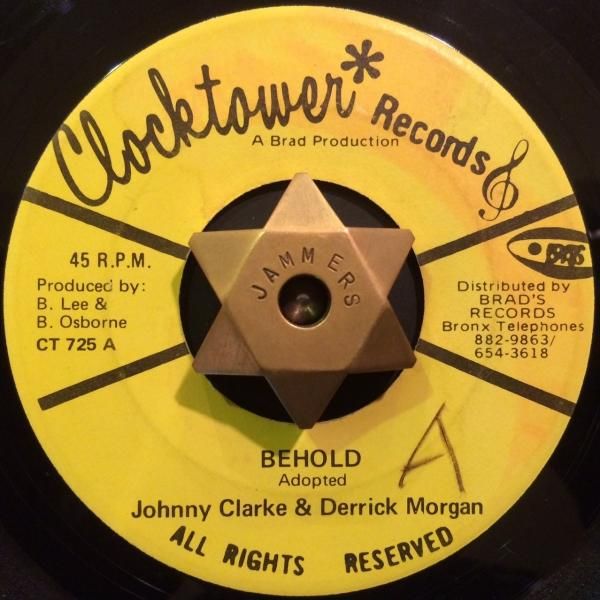 Clocktower* Records
A Brad Production
45 R.P.M.
Produced by:
B. Lee &
B. Osborne
CT 725 A
JAMMERS
BRAD'S
Distributed by
BRAD'S
RECORDS
Bronx Telephones
882-9863/
654-3618
BEHOLD
Adopted
A
Johnny Clarke & Derrick Morgan
ALL RIGHTS RESERVED